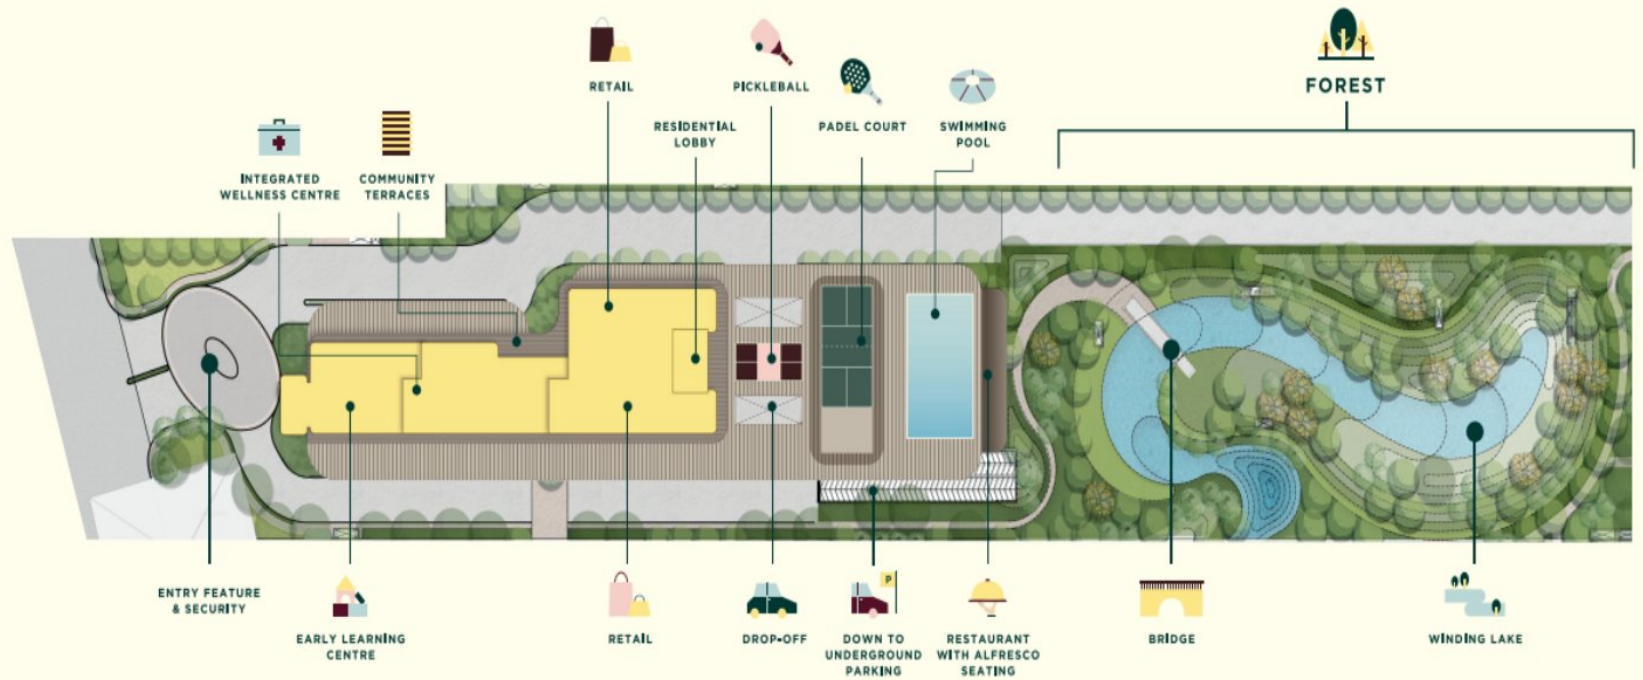 RETAIL
PICKLEBALL
FOREST
RESIDENTIAL
LOBBY
PADEL COURT
SWIMMING
POOL
INTEGRATED
WELLNESS CENTRE
COMMUNITY
TERRACES
P
ENTRY FEATURE
& SECURITY
EARLY LEARNING
CENTRE
RETAIL
DROP-OFF
DOWN TO
UNDERGROUND
PARKING
RESTAURANT
WITH ALFRESCO
SEATING
BRIDGE
WINDING LAKE